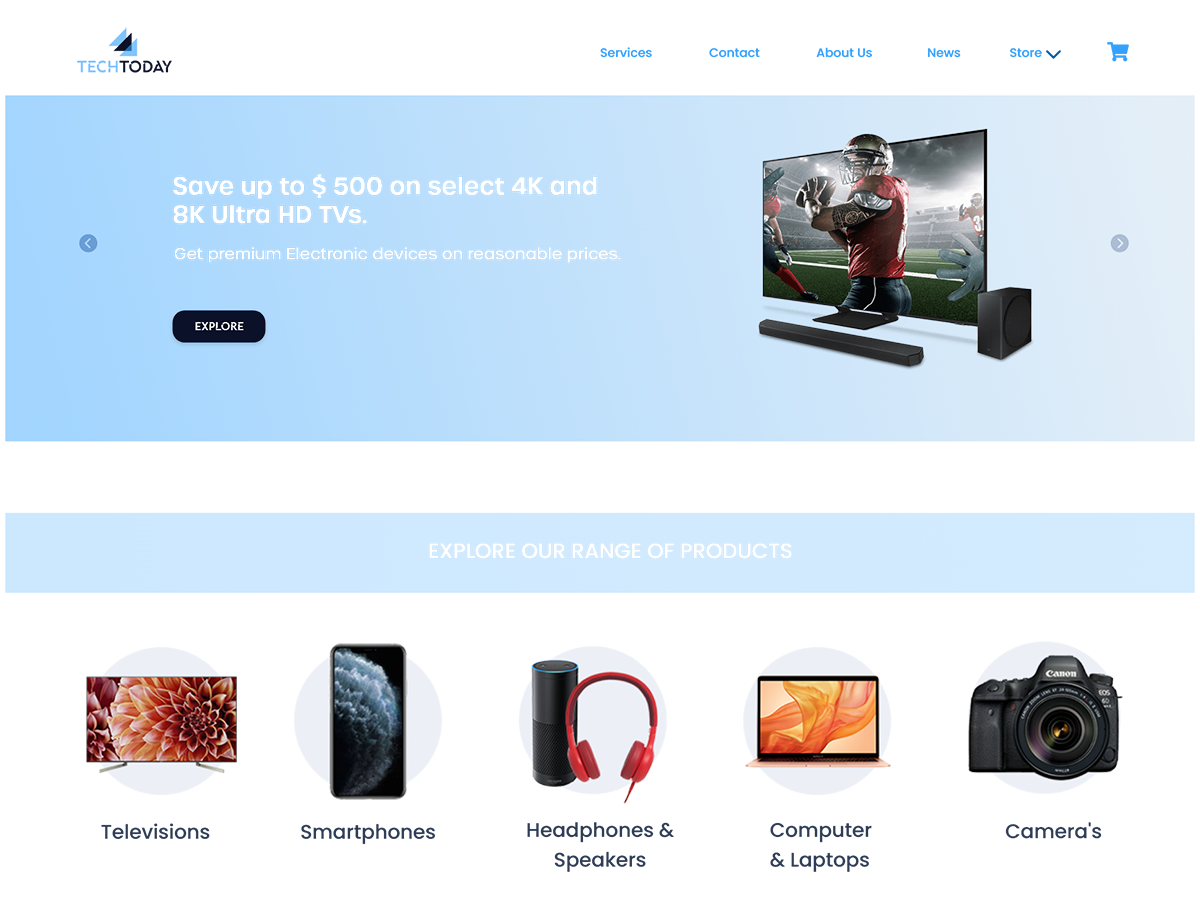 TECHTODAY
Services
Contact
About Us
News
Store
Save up to $ 500 on select 4K and
8K Ultra HD TVs.
Get premium Electronic devices on reasonable prices.
EXPLORE
EXPLORE OUR RANGE OF PRODUCTS
Canon
EOS
6D
Televisions
Smartphones
Headphones &
Speakers
Computer
& Laptops
Camera's